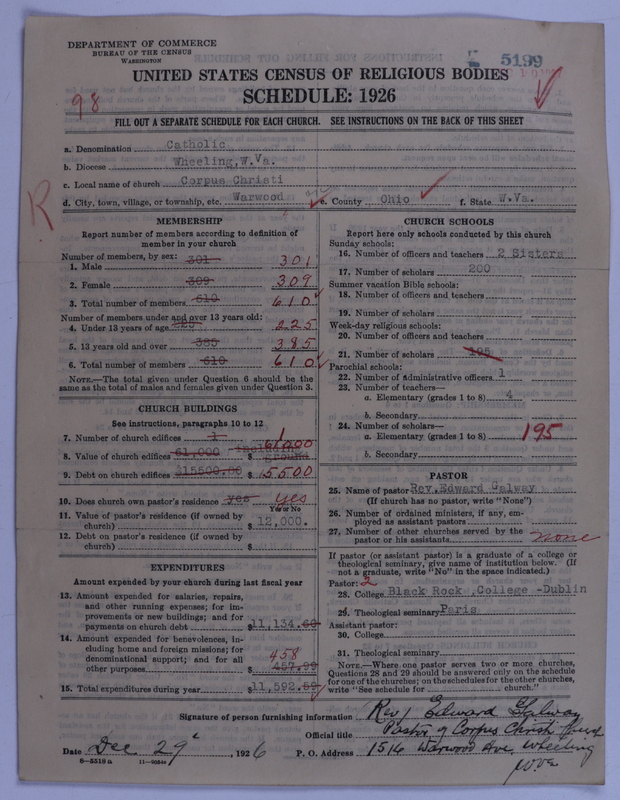 DEPARTMENT OF COMMERCE
BUREAU OF THE CENSUS
WASHINGTON
5199
UNITED STATES CENSUS OF RELIGIOUS BODIES
SCHEDULE: 1926
98
FILL OUT A SEPARATE SCHEDULE FOR EACH CHURCH. SEE INSTRUCTIONS ON THE BACK OF THIS SHEET
a. Denomination Catholic
b. Diocese Wheeling,W.Va.
c. Local name of church Corpus Christi
d. City, town, village, or township, etc. Warwood e. County Ohio f. State W.Va.
R
MEMBERSHIP
Report number of members according to definition of
member in your church
Number of members, by sex:
1. Male 301 301
2. Female 309 309
3. Total number of members 610 610
Number of members under and over 13 years old:
4. Under 13 years of age 225 225
5. 13 years old and over 385 385
6. Total number of members 610 610
NOTE.—The total given under Question 6 should be the
same as the total of males and females given under Question 3.
CHURCH BUILDINGS
See instructions, paragraphs 10 to 12
7. Number of church edifices 1 1
8. Value of church edifices 61,000 including ground $ 61,000
9. Debt on church edifices $15500.00 $ 15500
10. Does church own pastor's residence yes yes
Yes or No
11. Value of pastor's residence (if owned by
church) $ 12,000.
12. Debt on pastor's residence (if owned by
church) $
EXPENDITURES
Amount expended by your church during last fiscal year
13. Amount expended for salaries, repairs,
and other running expenses; for im-
provements or new buildings; and for
payments on church debt $11,134.60
14. Amount expended for benevolences, in-
cluding home and foreign missions; for
denominational support; and for all 458
other purposes $ 457.99
15. Total expenditures during year $11,592.59
CHURCH SCHOOLS
Report here only schools conducted by this church
Sunday schools:
16. Number of officers and teachers 2 Sisters
17. Number of scholars 200
Summer vacation Bible schools:
18. Number of officers and teachers
19. Number of scholars
Week-day religious schools:
20. Number of officers and teachers
21. Number of scholars 195
Parochial schools:
22. Number of administrative officers 1
23. Number of teachers—
a. Elementary (grades 1 to 8) 4
b. Secondary
24. Number of scholars—
a. Elementary (grades 1 to 8) 195
b. Secondary
PASTOR
25. Name of pastor Rev.Edward Galway
(If church has no pastor, write "None")
26. Number of ordained ministers, if any, em-
ployed as assistant pastors
27. Number of other churches served by the
pastor or his assistants none
If pastor (or assistant pastor) is a graduate of a college or
theological seminary, give name of institution below. (If
not a graduate, write "No" in the space indicated.)
Pastor: 2
28. College Black Rock ,College -Dublin
29. Theological seminary Paris
Assistant pastor:
30. College
31. Theological seminary
NOTE.—Where one pastor serves two or more churches,
Questions 28 and 29 should be answered only on the schedule
for one of the churches; on the schedules for the other churches,
write "See schedule for church."
Signature of person furnishing information Rev Edward Galway
Official title Pastor of Corpus Christi Church
Date Dec 29, 1926 P. O. Address 1514 Warwood Ave, Wheeling
W Va
8—5518a